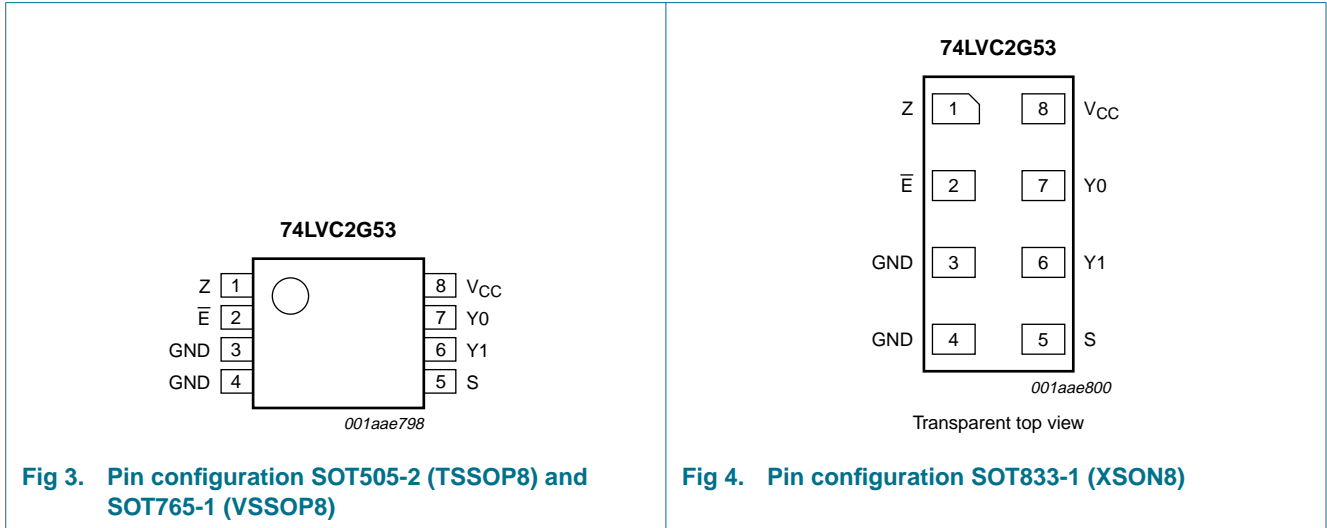 74LVC2G53
Z 1 8 VCC
E̅ 2 7 Y0
GND 3 6 Y1
GND 4 5 S
001aae798
Fig 3. Pin configuration SOT505-2 (TSSOP8) and
SOT765-1 (VSSOP8)
74LVC2G53
Z 1 8 VCC
E̅ 2 7 Y0
GND 3 6 Y1
GND 4 5 S
001aae800
Transparent top view
Fig 4. Pin configuration SOT833-1 (XSON8)